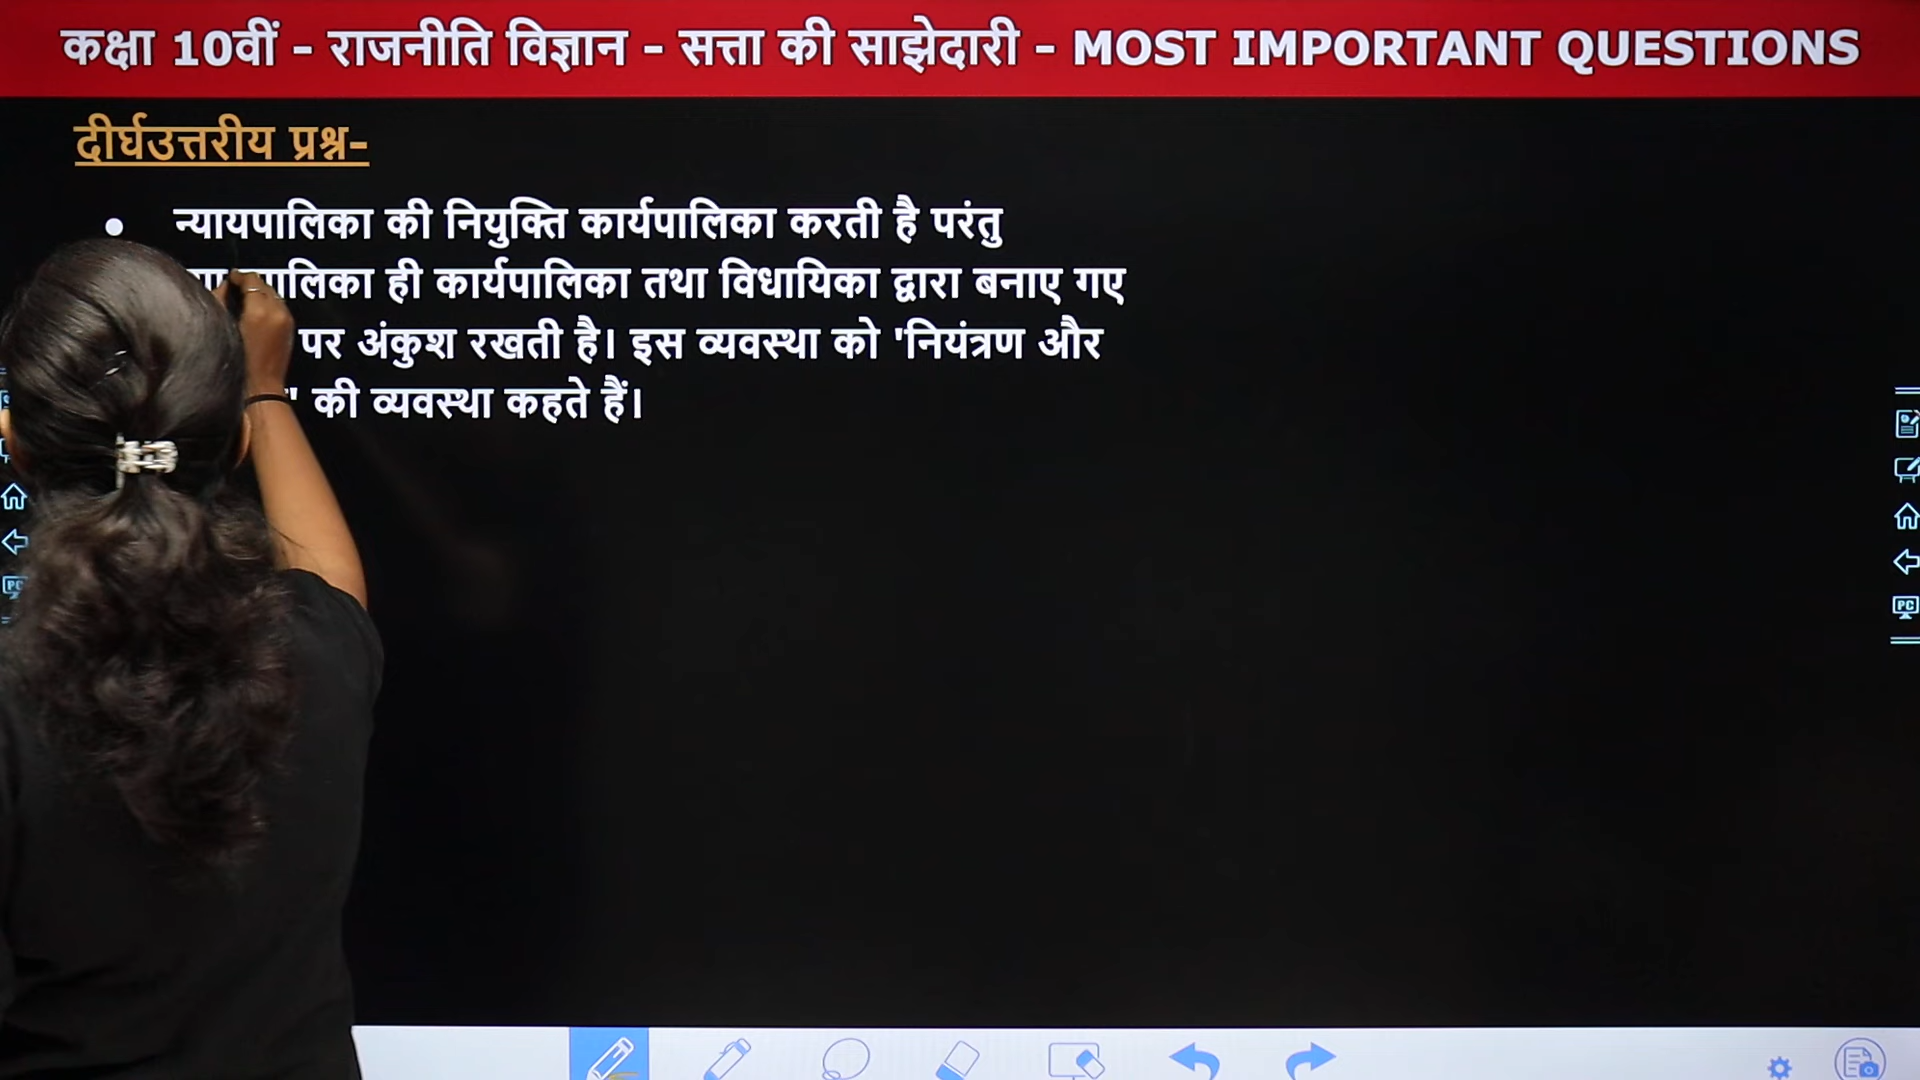 कक्षा 10वीं - राजनीति विज्ञान - सत्ता की साझेदारी - MOST IMPORTANT QUESTIONS
दीर्घउत्तरीय प्रश्न-
• न्यायपालिका की नियुक्ति कार्यपालिका करती है परंतु
ही कार्यपालिका तथा विधायिका द्वारा बनाए गए
पर अंकुश रखती है। इस व्यवस्था को 'नियंत्रण और
की व्यवस्था कहते हैं।
PC